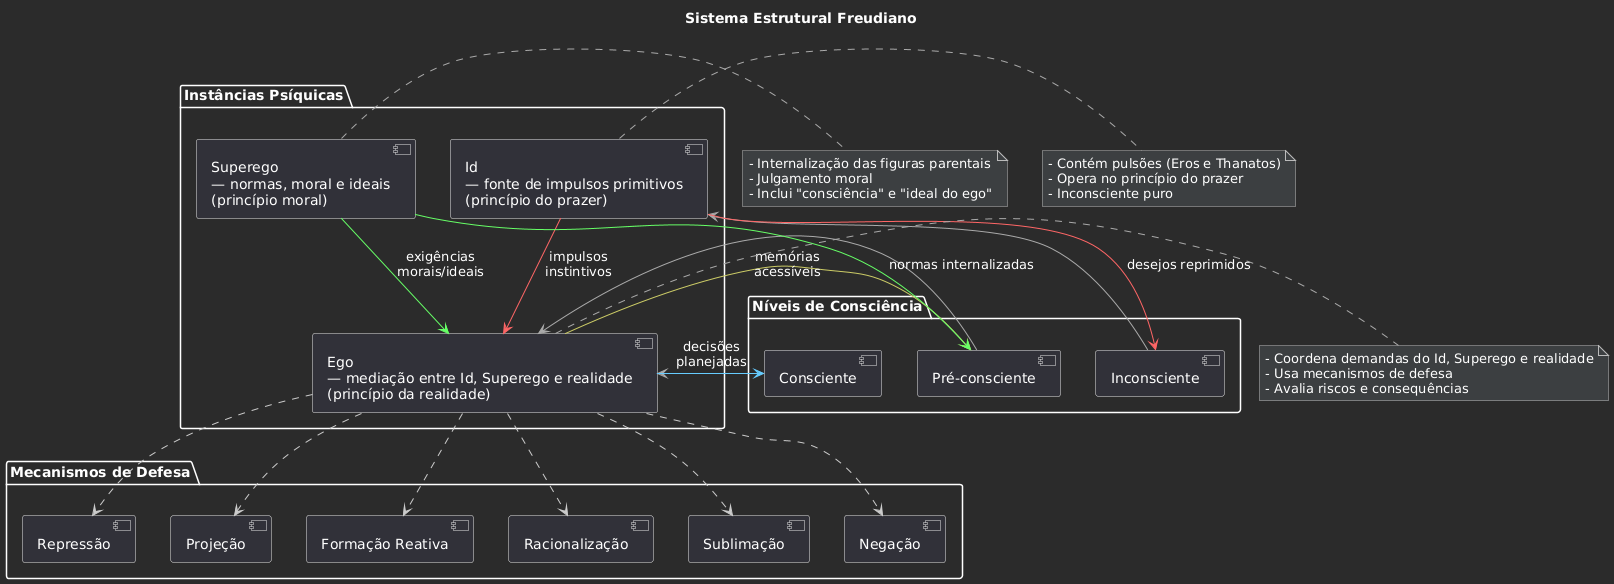 Sistema Estrutural Freudiano
Instâncias Psíquicas
Superego
— normas, moral e ideais
(princípio moral)
Id
— fonte de impulsos primitivos
(princípio do prazer)
- Internalização das figuras parentais
- Julgamento moral
- Inclui "consciência" e "ideal do ego"
- Contém pulsões (Eros e Thanatos)
- Opera no princípio do prazer
- Inconsciente puro
exigências
morais/ideais
impulsos
instintivos
memórias
acessíveis
normas internalizadas
desejos reprimidos
Níveis de Consciência
Ego
— mediação entre Id, Superego e realidade
(princípio da realidade)
decisões
planejadas
Consciente
Pré-consciente
Inconsciente
- Coordena demandas do Id, Superego e realidade
- Usa mecanismos de defesa
- Avalia riscos e consequências
Mecanismos de Defesa
Repressão
Projeção
Formação Reativa
Racionalização
Sublimação
Negação